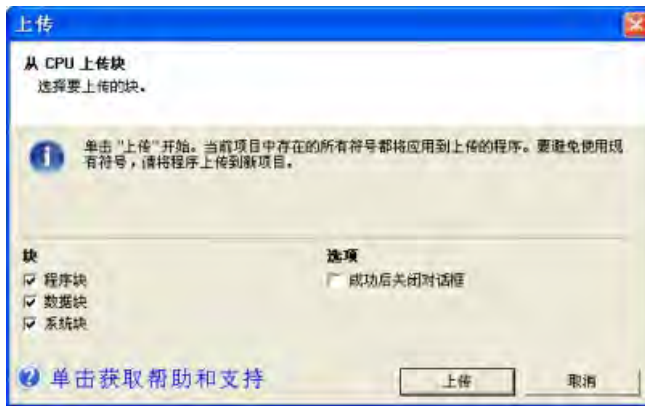 上传
从 CPU 上传块
选择要上传的块。
单击 "上传"开始。当前项目中存在的所有符号都将应用到上传的程序。要避免使用现
有符号，请将程序上传到新项目。
块
选项
程序块
成功后关闭对话框
数据块
系统块
单击获取帮助和支持
上传
取消